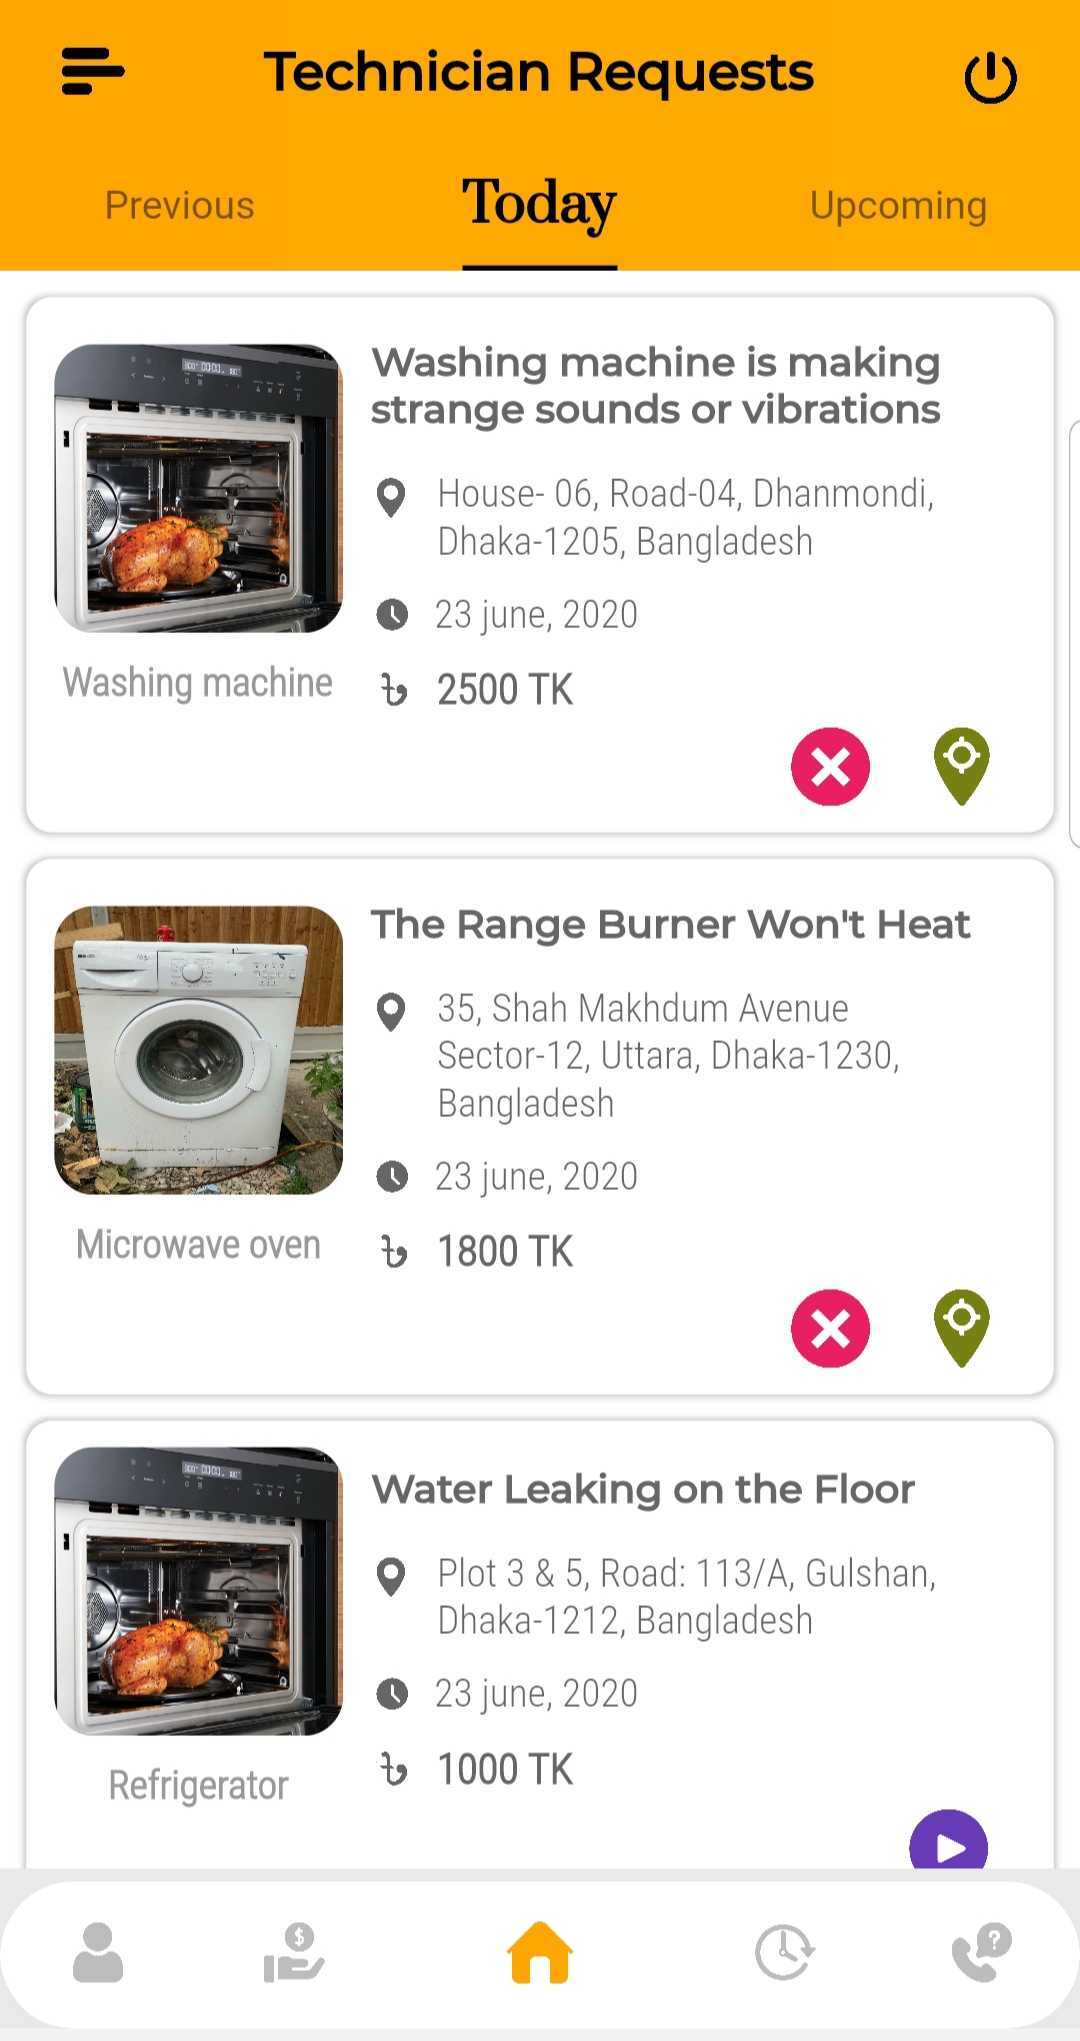 Technician Requests
Previous
Today
Upcoming
Washing machine is making
strange sounds or vibrations
House- 06, Road-04, Dhanmondi,
Dhaka-1205, Bangladesh
23 june, 2020
Washing machine
৳ 2500 TK
The Range Burner Won't Heat
35, Shah Makhdum Avenue
Sector-12, Uttara, Dhaka-1230,
Bangladesh
23 june, 2020
Microwave oven
৳ 1800 TK
Water Leaking on the Floor
Plot 3 & 5, Road: 113/A, Gulshan,
Dhaka-1212, Bangladesh
23 june, 2020
৳ 1000 TK
Refrigerator
$
?